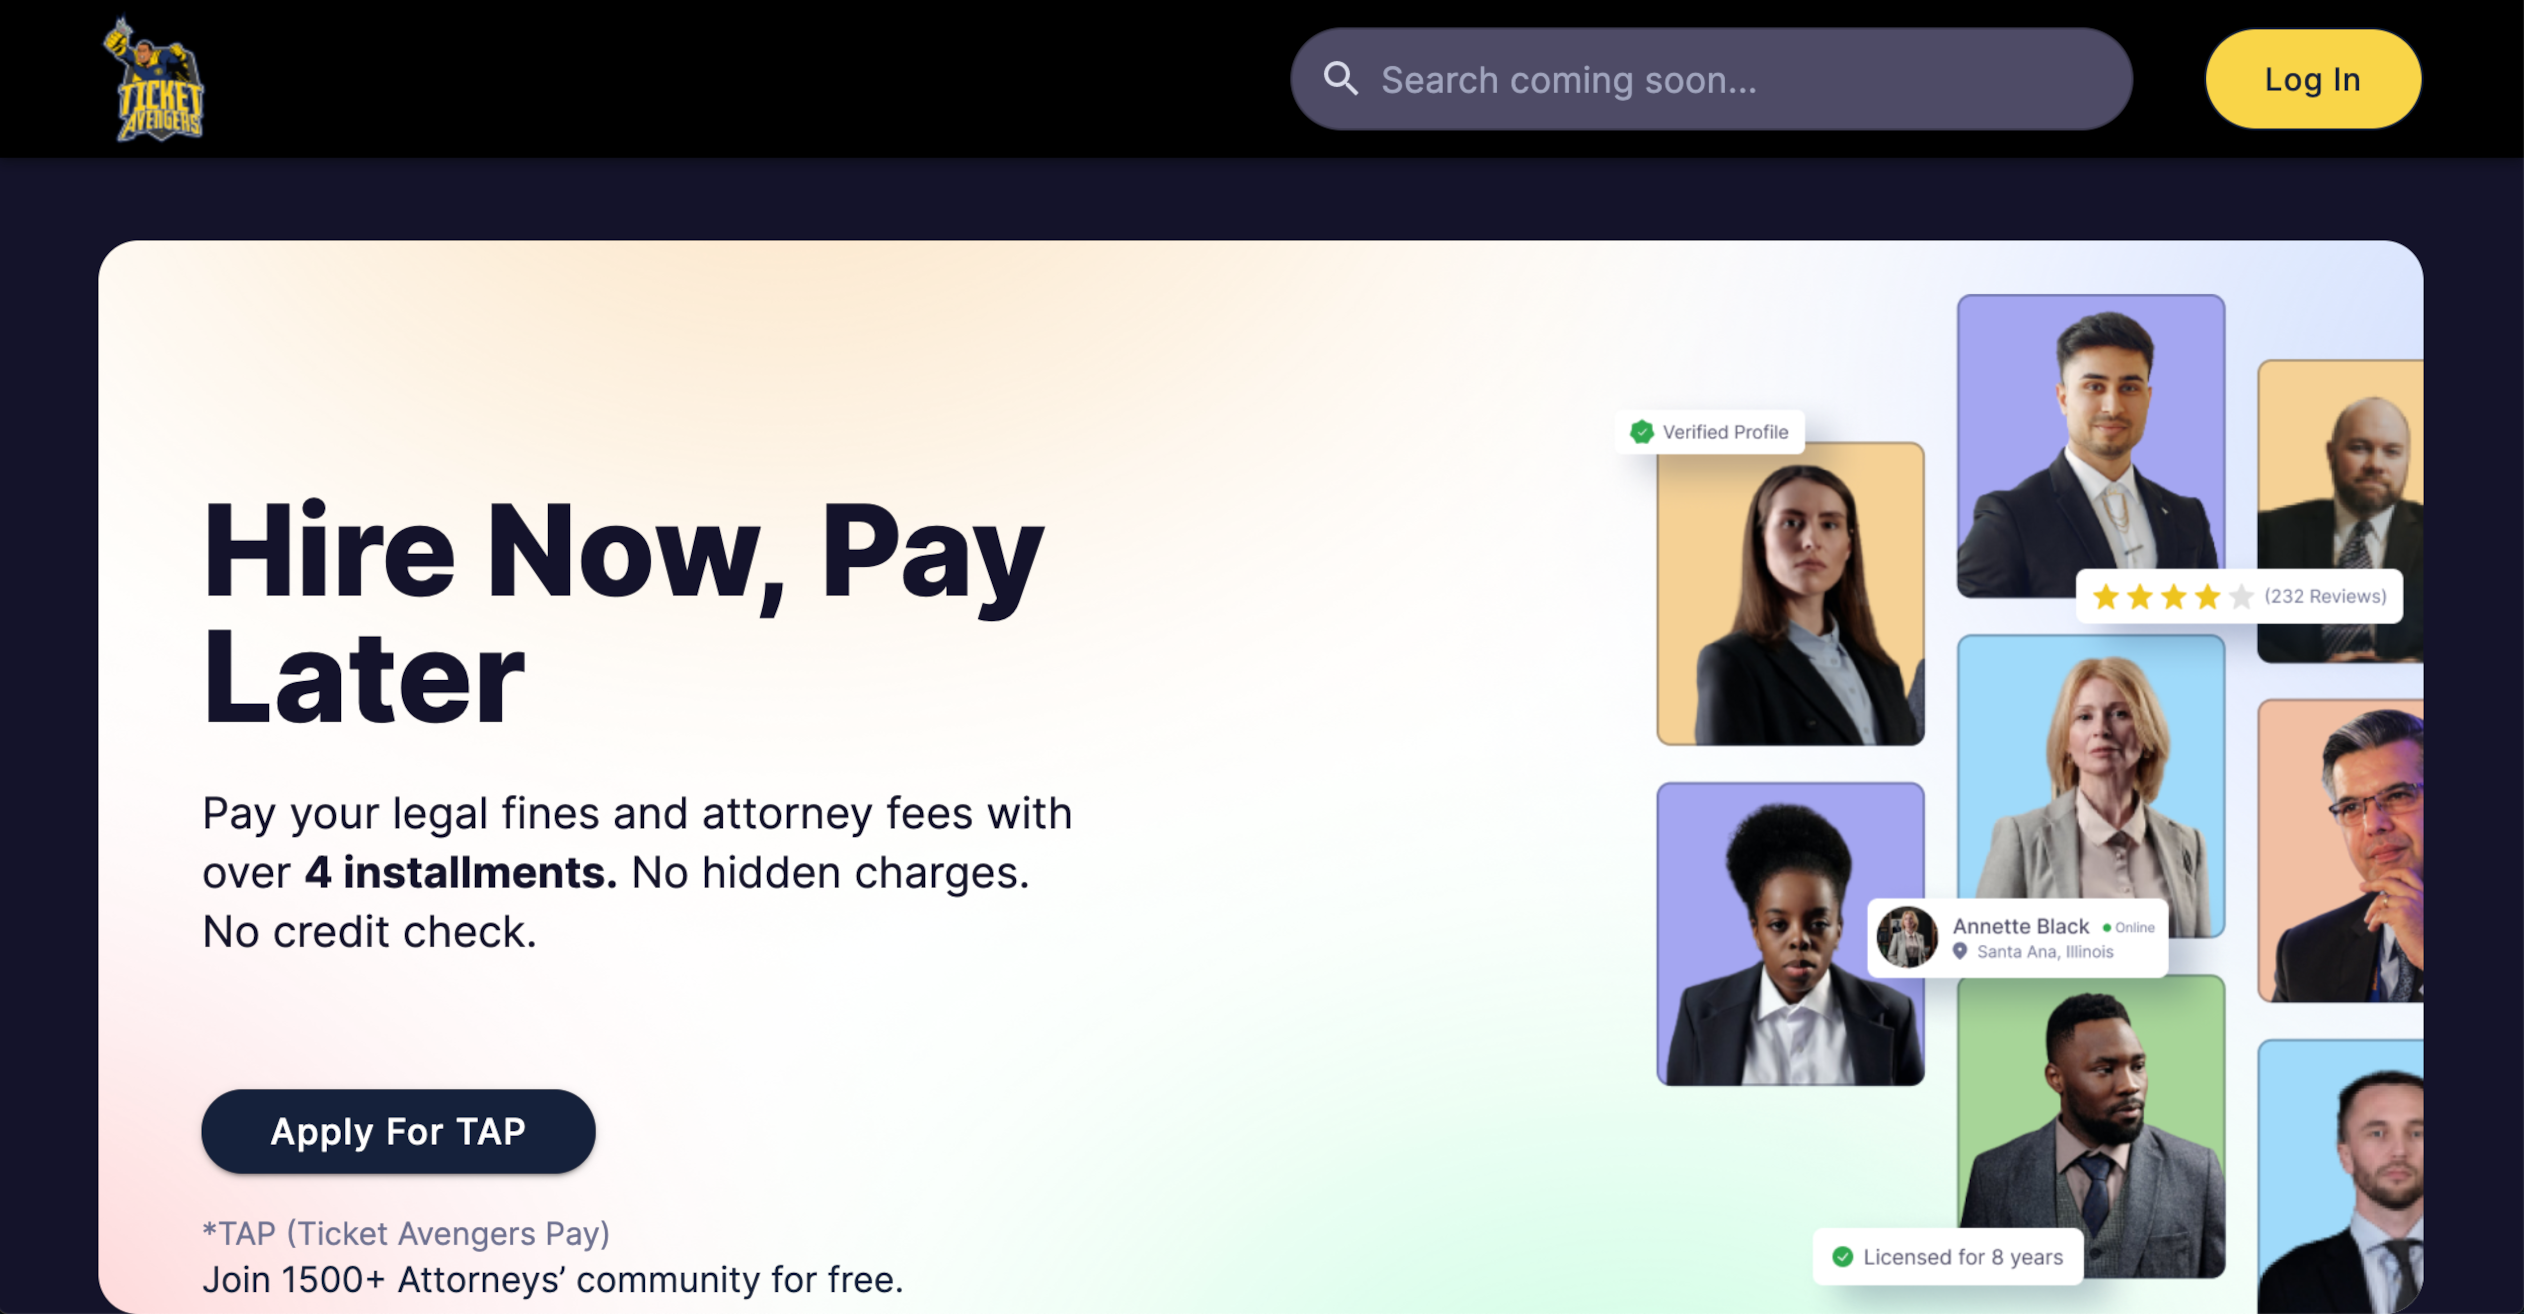 TICKET
AVENGERS
Search coming soon...
Log In
Hire Now, Pay
Later
Pay your legal fines and attorney fees with
over 4 installments. No hidden charges.
No credit check.
Apply For TAP
*TAP (Ticket Avengers Pay)
Join 1500+ Attorneys’ community for free.
Verified Profile
(232 Reviews)
Annette Black Online
Santa Ana, Illinois
Licensed for 8 years